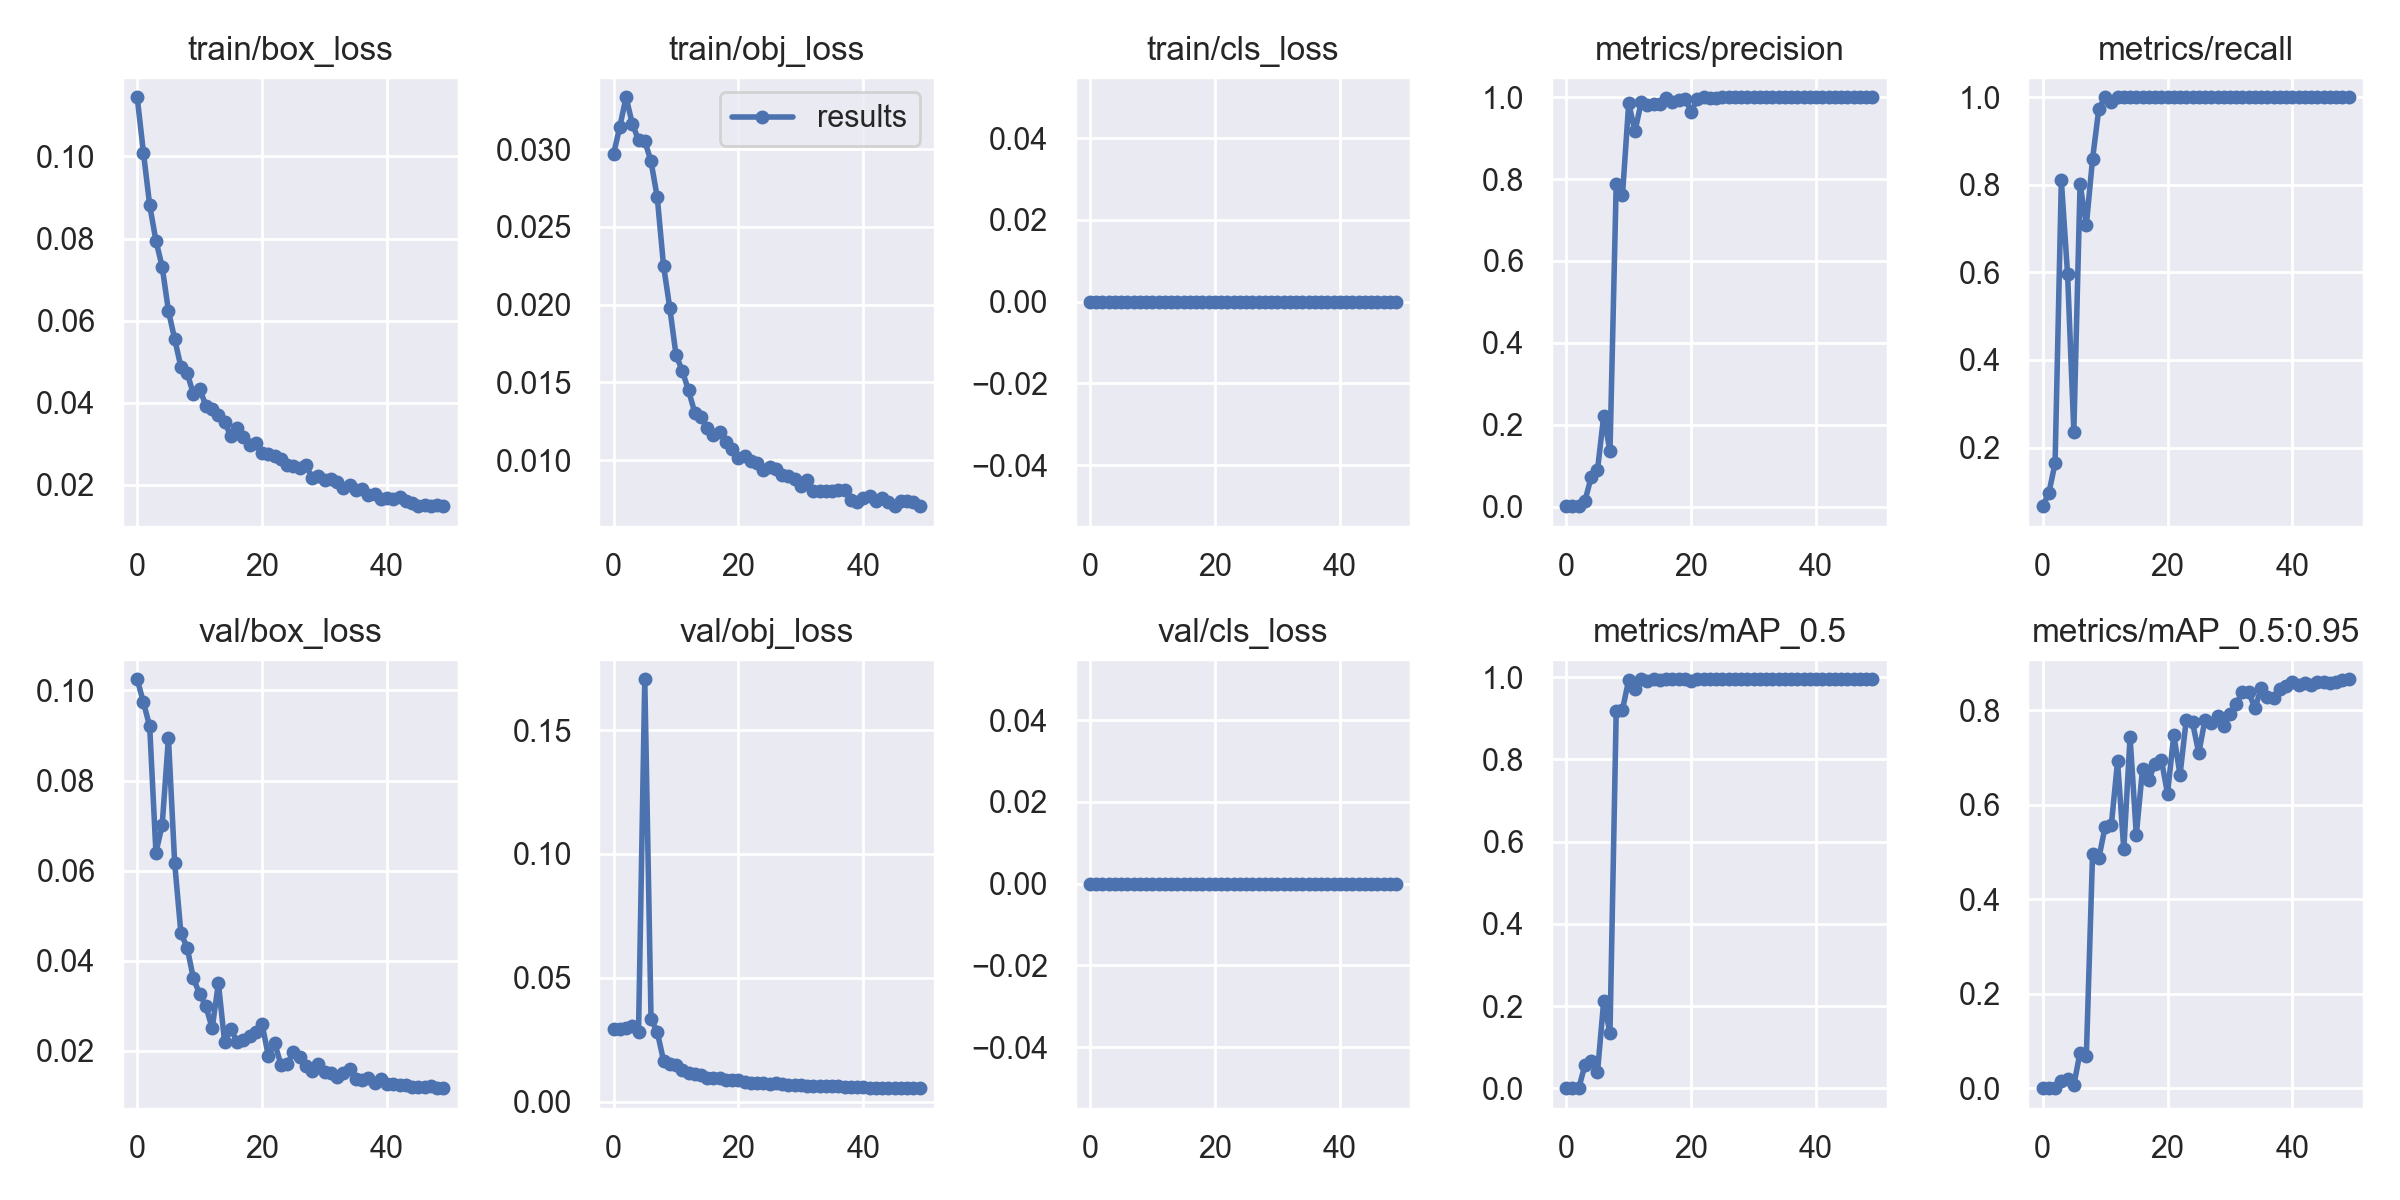 train/box_loss
0.10
0.08
0.06
0.04
0.02
0 20 40
train/obj_loss
results
0.030
0.025
0.020
0.015
0.010
0 20 40
train/cls_loss
0.04
0.02
0.00
−0.02
−0.04
0 20 40
metrics/precision
1.0
0.8
0.6
0.4
0.2
0.0
0 20 40
metrics/recall
1.0
0.8
0.6
0.4
0.2
0 20 40
val/box_loss
0.10
0.08
0.06
0.04
0.02
0 20 40
val/obj_loss
0.15
0.10
0.05
0.00
0 20 40
val/cls_loss
0.04
0.02
0.00
−0.02
−0.04
0 20 40
metrics/mAP_0.5
1.0
0.8
0.6
0.4
0.2
0.0
0 20 40
metrics/mAP_0.5:0.95
0.8
0.6
0.4
0.2
0.0
0 20 40